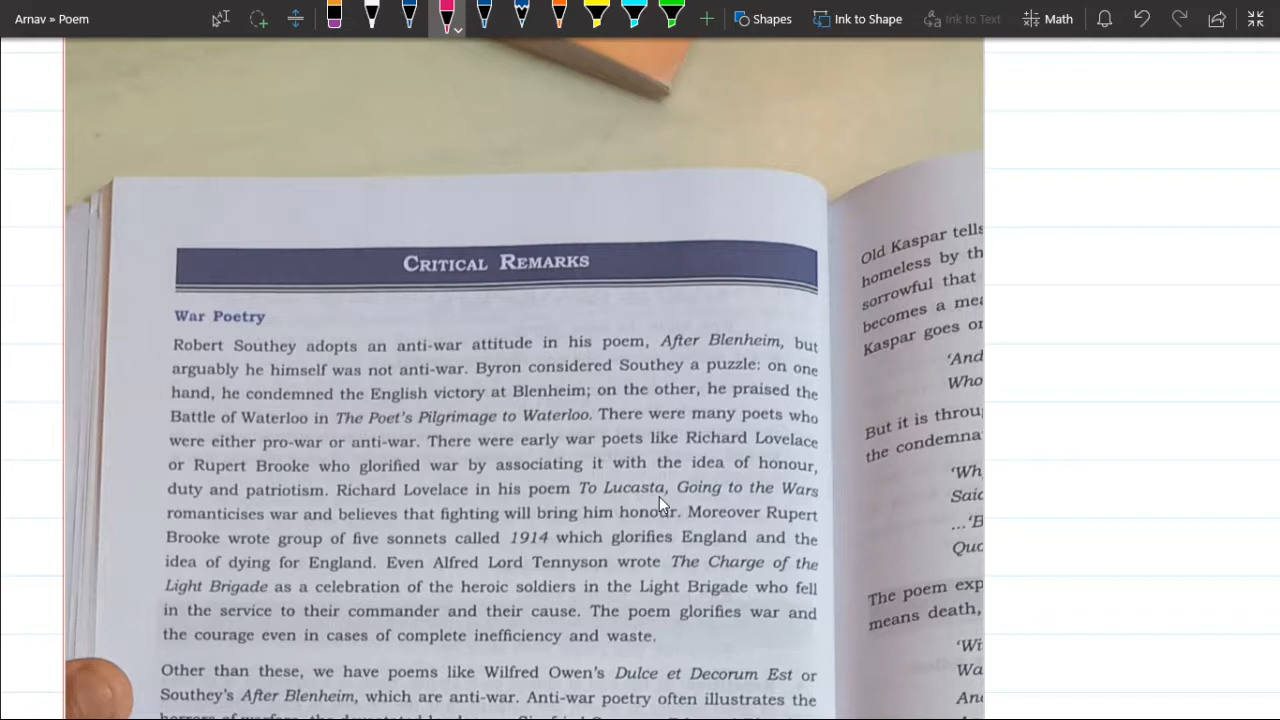 Arnav » Poem
Shapes
Ink to Shape
Ink to Text
Math
CRITICAL REMARKS
War Poetry
Robert Southey adopts an anti-war attitude in his poem, After Blenheim, but
arguably he himself was not anti-war. Byron considered Southey a puzzle: on one
hand, he condemned the English victory at Blenheim; on the other, he praised the
Battle of Waterloo in The Poet's Pilgrimage to Waterloo. There were many poets who
were either pro-war or anti-war. There were early war poets like Richard Lovelace
or Rupert Brooke who glorified war by associating it with the idea of honour,
duty and patriotism. Richard Lovelace in his poem To Lucasta, Going to the Wars
romanticises war and believes that fighting will bring him honour. Moreover Rupert
Brooke wrote group of five sonnets called 1914 which glorifies England and the
idea of dying for England. Even Alfred Lord Tennyson wrote The Charge of the
Light Brigade as a celebration of the heroic soldiers in the Light Brigade who fell
in the service to their commander and their cause. The poem glorifies war and
the courage even in cases of complete inefficiency and waste.
Other than these, we have poems like Wilfred Owen's Dulce et Decorum Est or
Southey's After Blenheim, which are anti-war. Anti-war poetry often illustrates the
Old Kaspar tells
homeless by th
sorrowful that
becomes a mea
Kaspar goes on
'And
Who
But it is throu
the condemna
'Wh
Said
...'B
Quo
The poem exp
means death,
'Wi
Wa
And